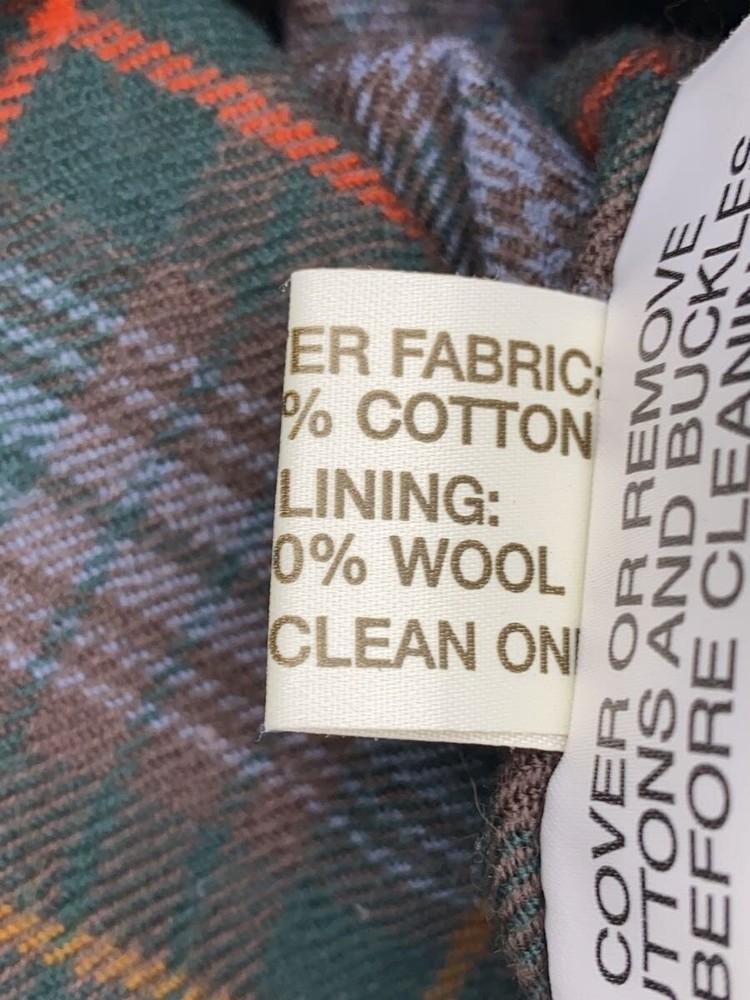 ER FABRIC:
% COTTON
LINING:
0% WOOL
CLEAN ON
COVER OR REMOVE
UTTONS AND BUCKLES
BEFORE CLEANIN